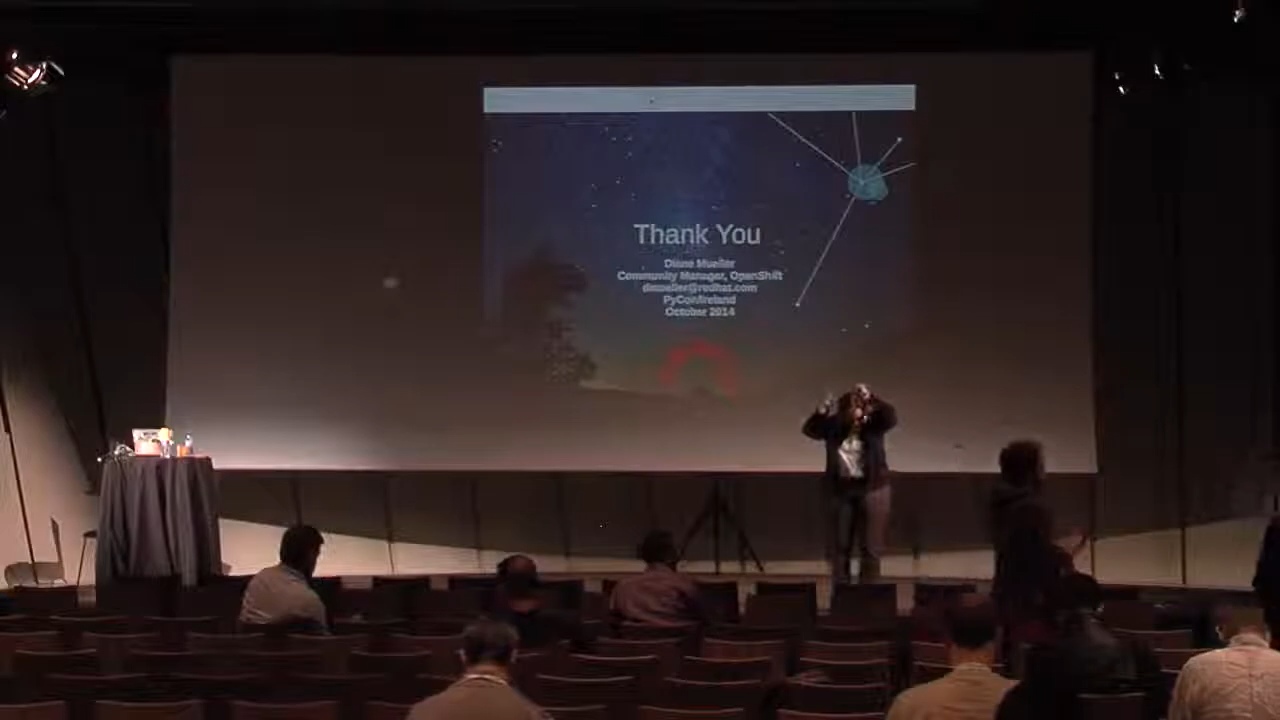 Thank You
Diane Mueller
Community Manager, OpenShift
dmueller@redhat.com
PyConIreland
October 2014